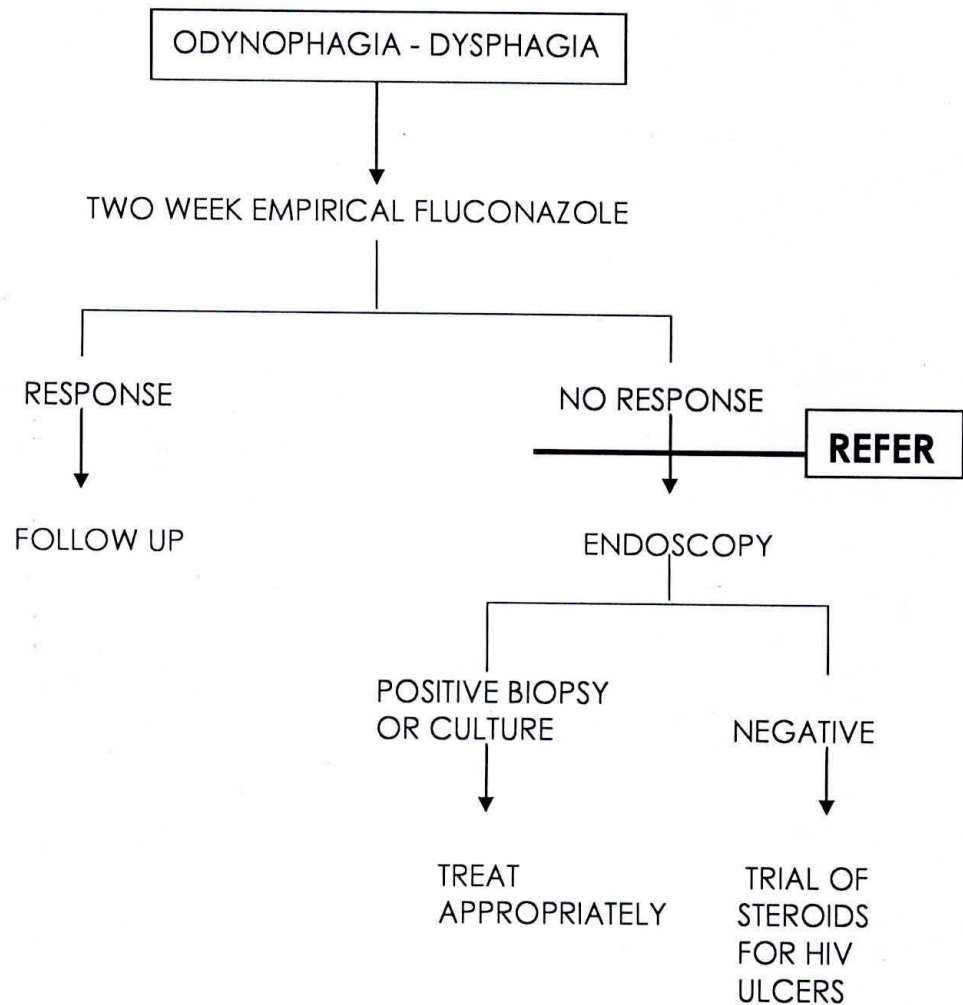 ODYNOPHAGIA - DYSPHAGIA
TWO WEEK EMPIRICAL FLUCONAZOLE
RESPONSE
NO RESPONSE
REFER
FOLLOW UP
ENDOSCOPY
POSITIVE BIOPSY
OR CULTURE
NEGATIVE
TREAT
APPROPRIATELY
TRIAL OF
STEROIDS
FOR HIV
ULCERS